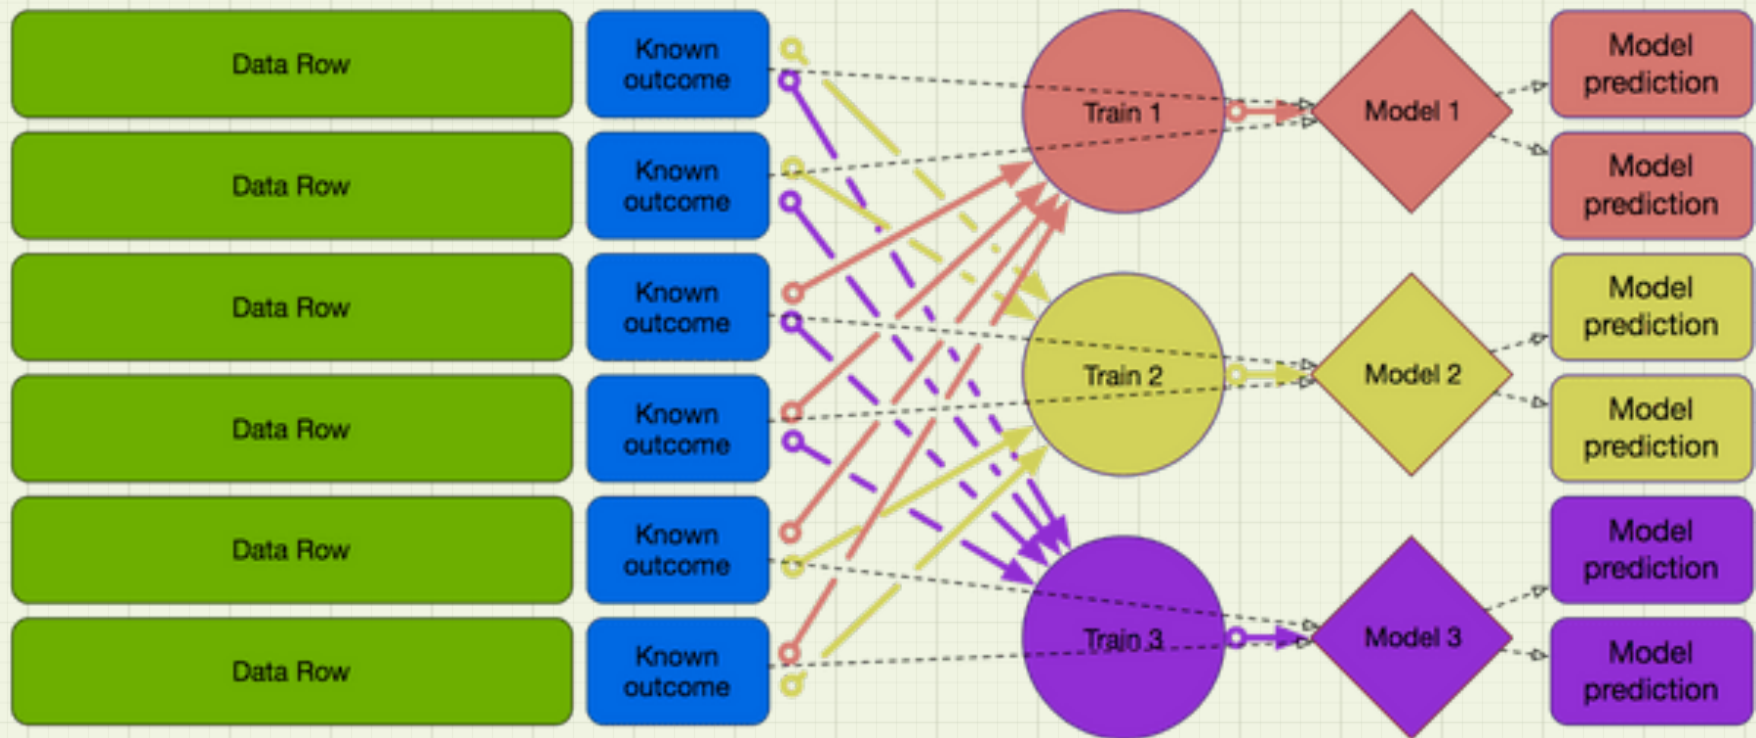 Data Row
Known
outcome
Train 1
Model 1
Model
prediction
Data Row
Known
outcome
Model
prediction
Data Row
Known
outcome
Train 2
Model 2
Model
prediction
Data Row
Known
outcome
Model
prediction
Data Row
Known
outcome
Train 3
Model 3
Model
prediction
Data Row
Known
outcome
Model
prediction